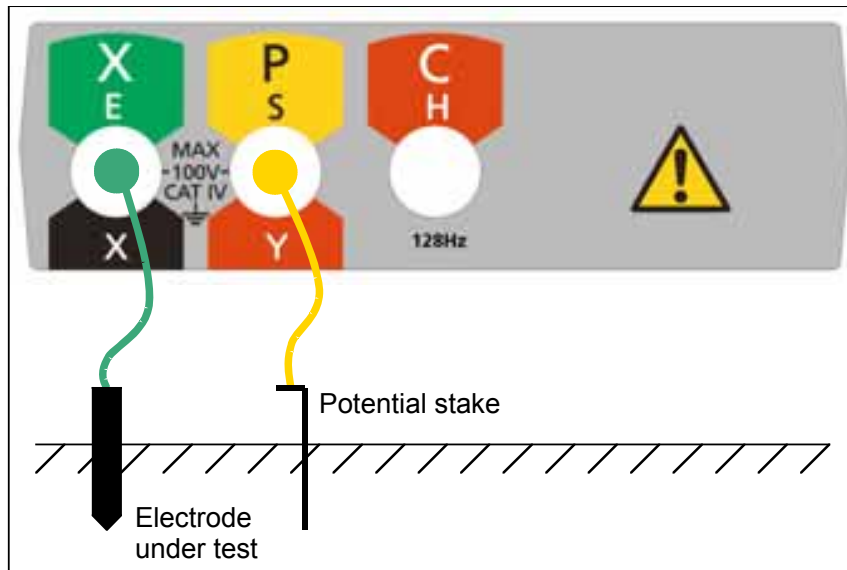 X
E
P
S
C
H
MAX
-100V-
CAT IV
X
Y
128Hz
Potential stake
Electrode
under test